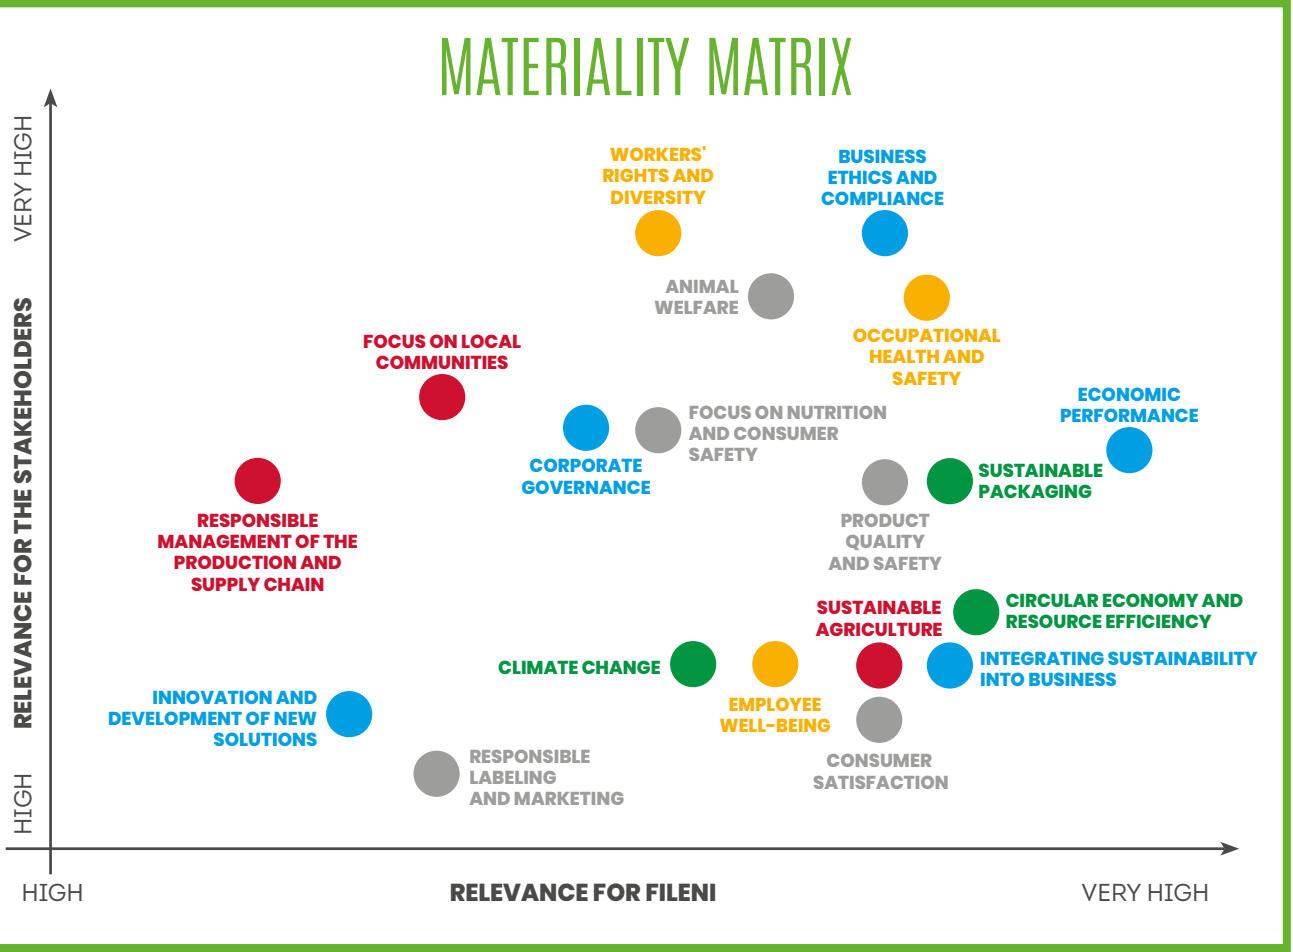 MATERIALITY MATRIX
VERY HIGH
RELEVANCE FOR THE STAKEHOLDERS
HIGH
WORKERS'
RIGHTS AND
DIVERSITY
BUSINESS
ETHICS AND
COMPLIANCE
ANIMAL
WELFARE
OCCUPATIONAL
HEALTH AND
SAFETY
FOCUS ON LOCAL
COMMUNITIES
ECONOMIC
PERFORMANCE
FOCUS ON NUTRITION
AND CONSUMER
SAFETY
CORPORATE
GOVERNANCE
SUSTAINABLE
PACKAGING
RESPONSIBLE
MANAGEMENT OF THE
PRODUCTION AND
SUPPLY CHAIN
PRODUCT
QUALITY
AND SAFETY
CIRCULAR ECONOMY AND
RESOURCE EFFICIENCY
SUSTAINABLE
AGRICULTURE
INTEGRATING SUSTAINABILITY
INTO BUSINESS
CLIMATE CHANGE
EMPLOYEE
WELL-BEING
INNOVATION AND
DEVELOPMENT OF NEW
SOLUTIONS
RESPONSIBLE
LABELING
AND MARKETING
CONSUMER
SATISFACTION
HIGH
RELEVANCE FOR FILENI
VERY HIGH